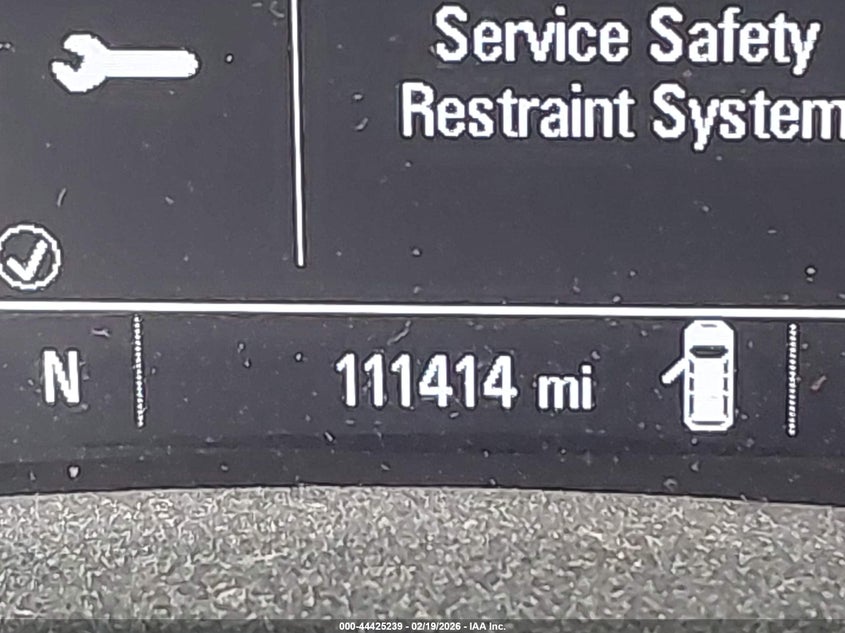 Service Safety
Restraint System
N 111414 mi
000-44425239 - 02/19/2026 - IAA Inc.